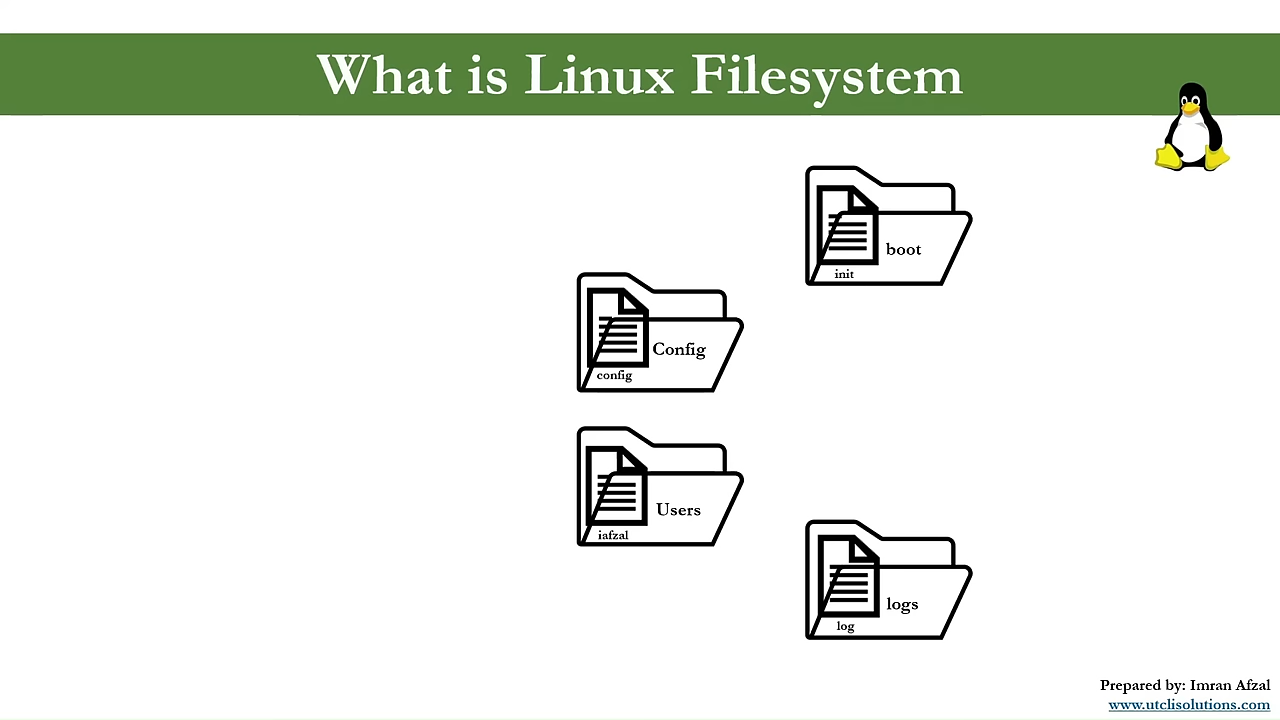 What is Linux Filesystem
boot
init
Config
config
Users
iafzal
logs
log
Prepared by: Imran Afzal
www.utclisolutions.com